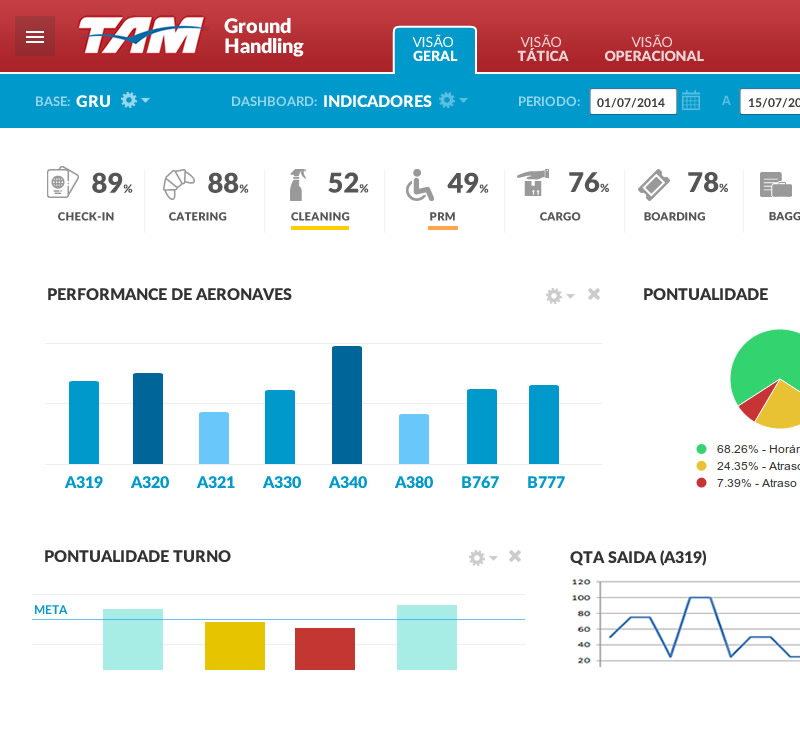 TAM
Ground
Handling
VISÃO
GERAL
VISÃO
TÁTICA
VISÃO
OPERACIONAL
BASE: GRU
DASHBOARD: INDICADORES
PERIODO: 01/07/2014 A 15/07/20
89%
CHECK-IN
88%
CATERING
52%
CLEANING
49%
PRM
76%
CARGO
78%
BOARDING
BAGG
PERFORMANCE DE AERONAVES
A319 A320 A321 A330 A340 A380 B767 B777
PONTUALIDADE
68.26% - Horár
24.35% - Atraso
7.39% - Atraso
PONTUALIDADE TURNO
META
QTA SAIDA (A319)
120
100
80
60
40
20